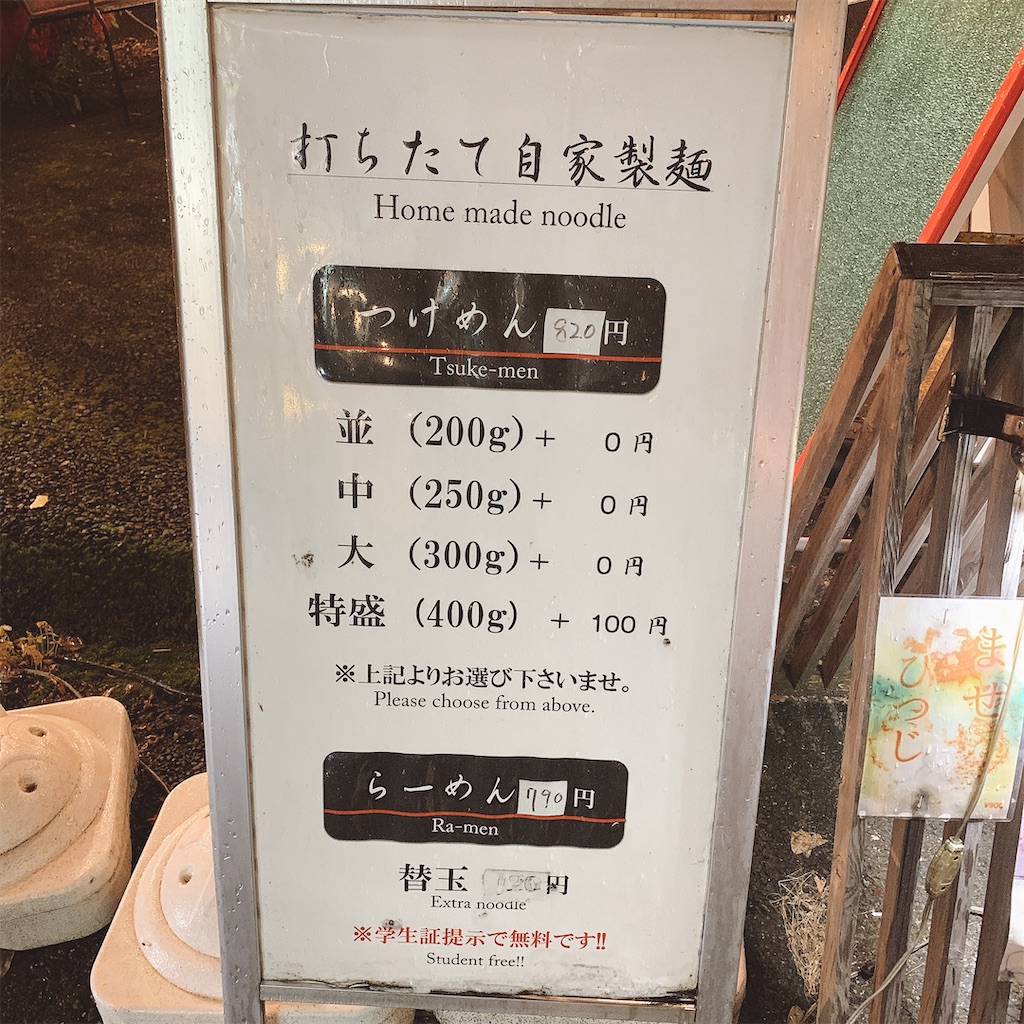 打ちたて自家製麺
Home made noodle
つけめん 820円
Tsuke-men
並 (200g)+ 0円
中 (250g)+ 0円
大 (300g)+ 0円
特盛 (400g) + 100円
※上記よりお選び下さいませ。
Please choose from above.
らーめん 790円
Ra-men
替玉 120円
Extra noodle
※学生証提示で無料です!!
Student free!!
ませ
ひつじ